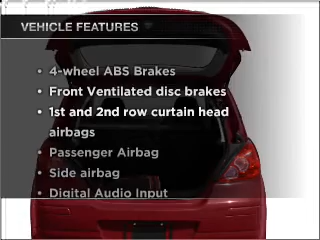 VEHICLE FEATURES
• 4-wheel ABS Brakes
• Front Ventilated disc brakes
• 1st and 2nd row curtain head
airbags
• Passenger Airbag
• Side airbag
• Digital Audio Input